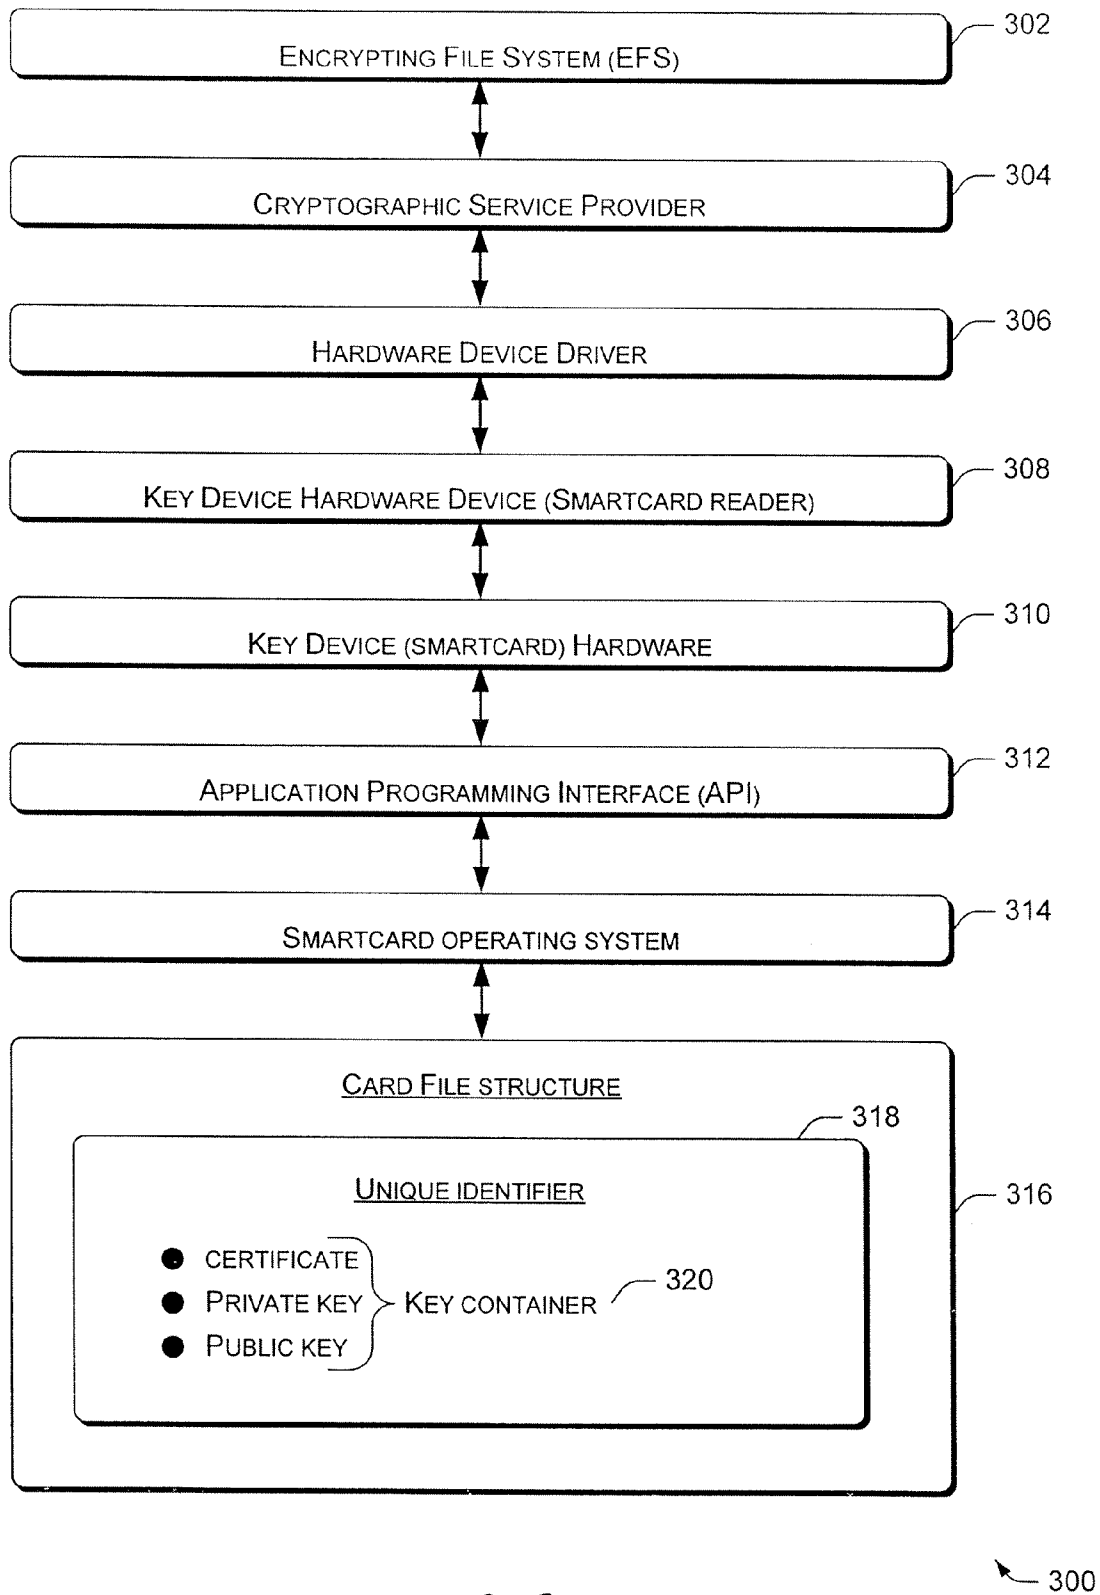 ENCRYPTING FILE SYSTEM (EFS)
302
CRYPTOGRAPHIC SERVICE PROVIDER
304
HARDWARE DEVICE DRIVER
306
KEY DEVICE HARDWARE DEVICE (SMARTCARD READER)
308
KEY DEVICE (SMARTCARD) HARDWARE
310
APPLICATION PROGRAMMING INTERFACE (API)
312
SMARTCARD OPERATING SYSTEM
314
CARD FILE STRUCTURE
318
UNIQUE IDENTIFIER
316
CERTIFICATE
PRIVATE KEY
PUBLIC KEY
KEY CONTAINER
320
300